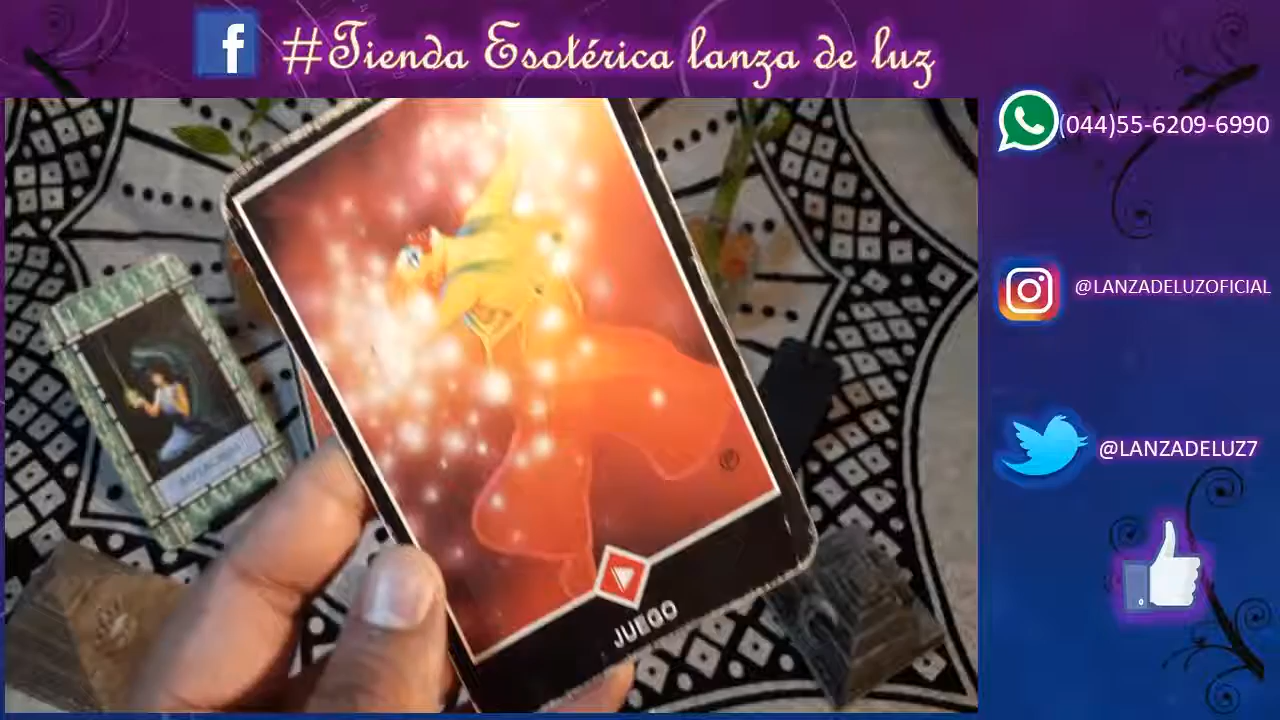 #Tienda Esotérica lanza de luz
(044)55-6209-6990
@LANZADELUZOFICIAL
@LANZADELUZ7
JUEGO